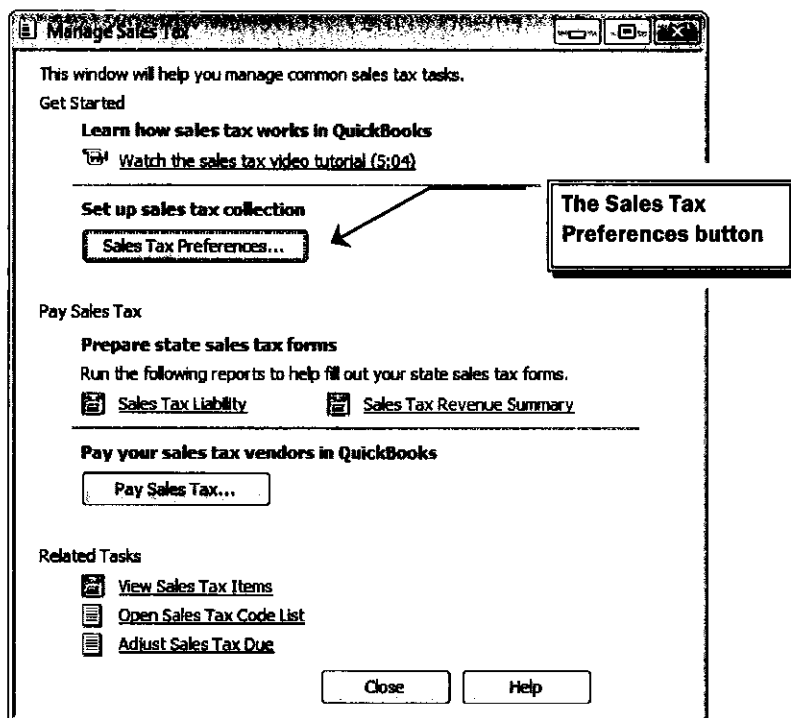 Manage Sales Tax
This window will help you manage common sales tax tasks.
Get Started
Learn how sales tax works in QuickBooks
Watch the sales tax video tutorial (5:04)
Set up sales tax collection
Sales Tax Preferences...
The Sales Tax
Preferences button
Pay Sales Tax
Prepare state sales tax forms
Run the following reports to help fill out your state sales tax forms.
Sales Tax Liability Sales Tax Revenue Summary
Pay your sales tax vendors in QuickBooks
Pay Sales Tax...
Related Tasks
View Sales Tax Items
Open Sales Tax Code List
Adjust Sales Tax Due
Close Help